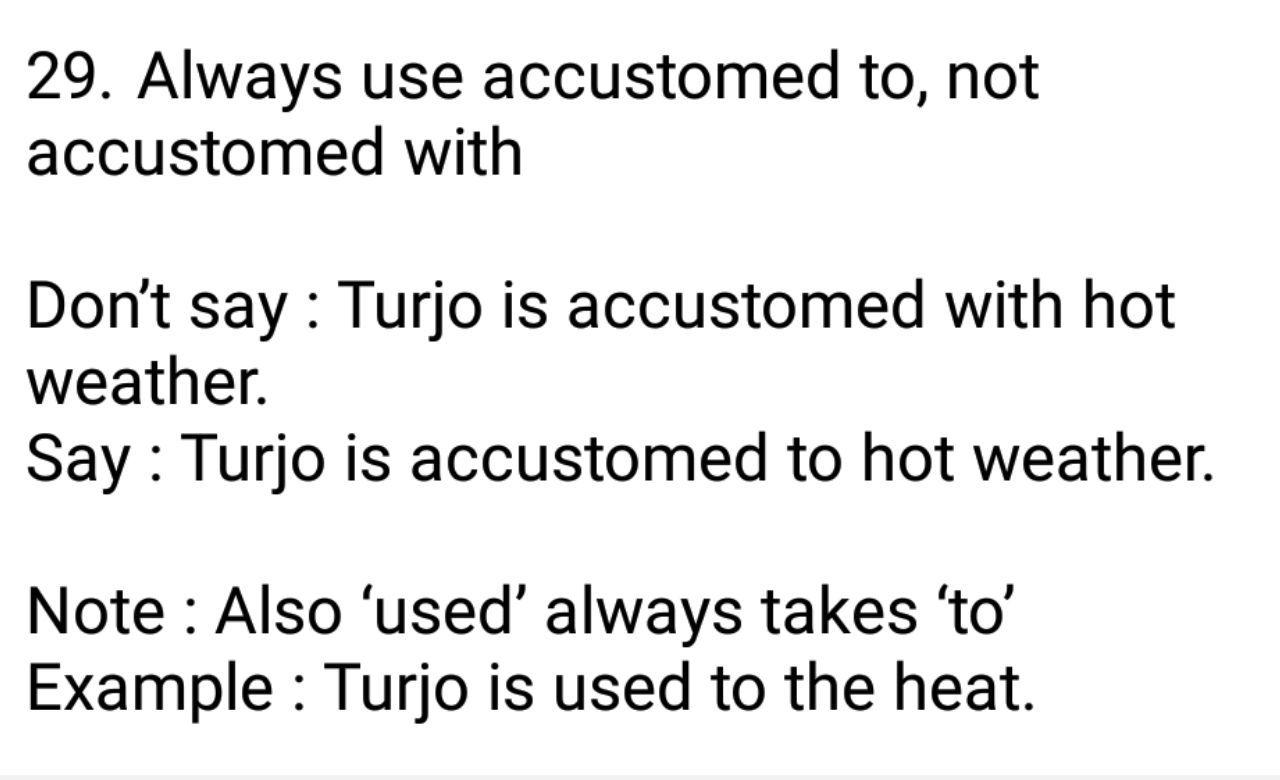 29. Always use accustomed to, not
accustomed with
Don’t say : Turjo is accustomed with hot
weather.
Say : Turjo is accustomed to hot weather.
Note : Also ‘used’ always takes ‘to’
Example : Turjo is used to the heat.